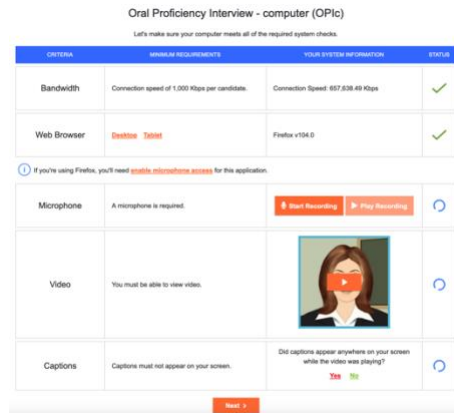 Oral Proficiency Interview - computer (OPIc)
Let's make sure your computer meets all of the required system checks.
CRITERIA MINIMUM REQUIREMENTS YOUR SYSTEM INFORMATION STATUS
Bandwidth Connection speed of 1,000 Kbps per candidate. Connection Speed: 657,638.49 Kbps
Web Browser Desktop Tablet Firefox v104.0
If you're using Firefox, you'll need enable microphone access for this application.
Microphone A microphone is required. Start Recording Play Recording
Video You must be able to view video.
Captions Captions must not appear on your screen. Did captions appear anywhere on your screen
while the video was playing?
Yes No
Next >